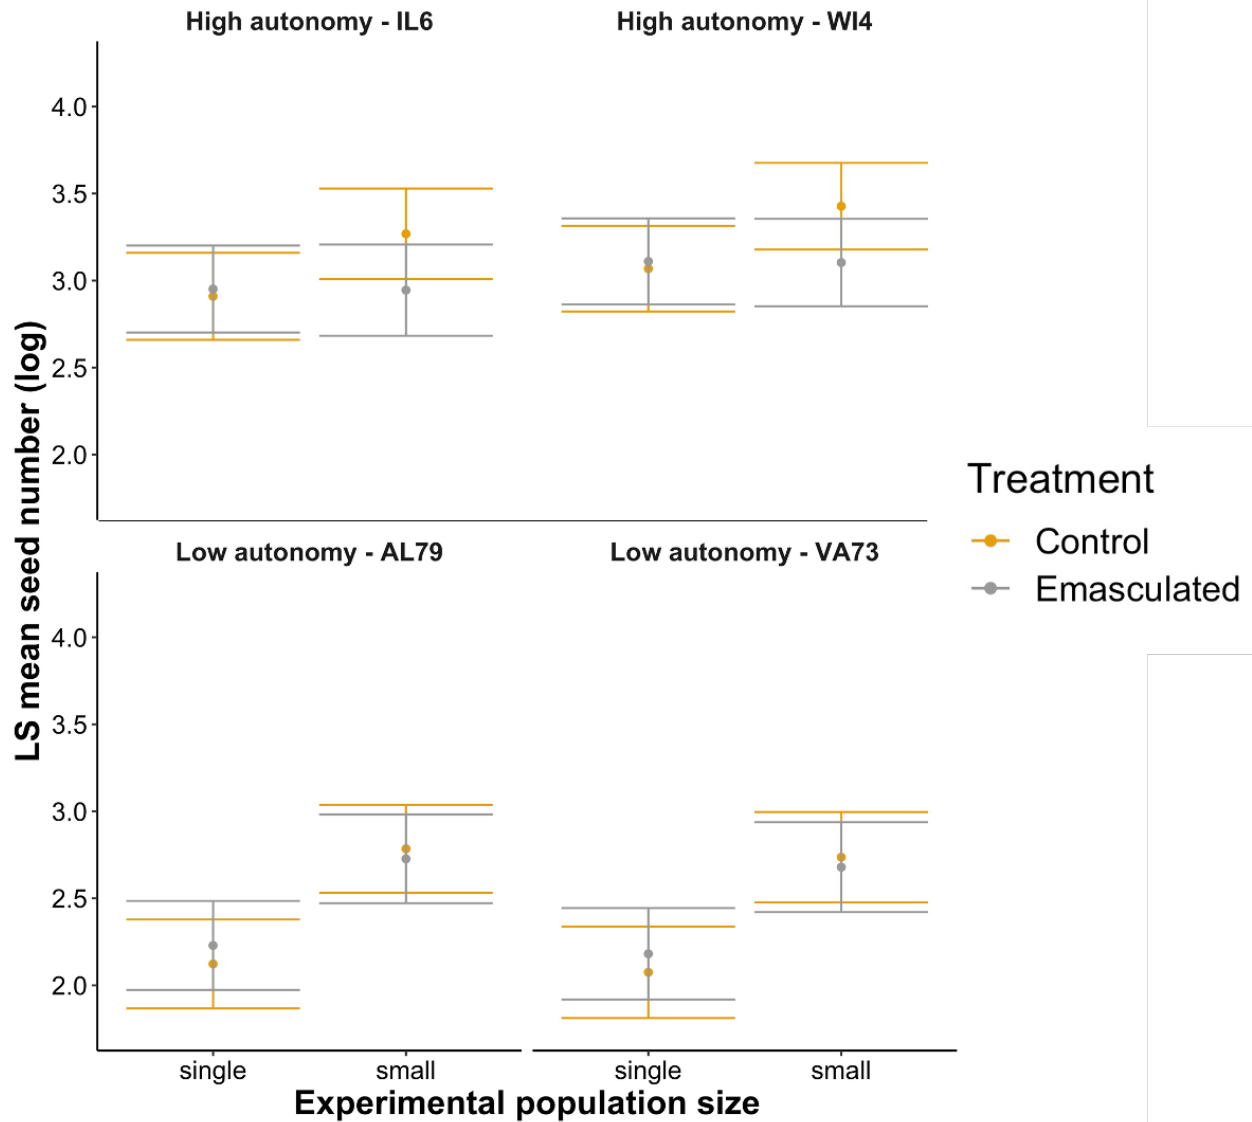 High autonomy - IL6
High autonomy - WI4
4.0
3.5
3.0
2.5
2.0
LS mean seed number (log)
Low autonomy - AL79
Low autonomy - VA73
4.0
3.5
3.0
2.5
2.0
single
small
single
small
Experimental population size
Treatment
Control
Emasculated